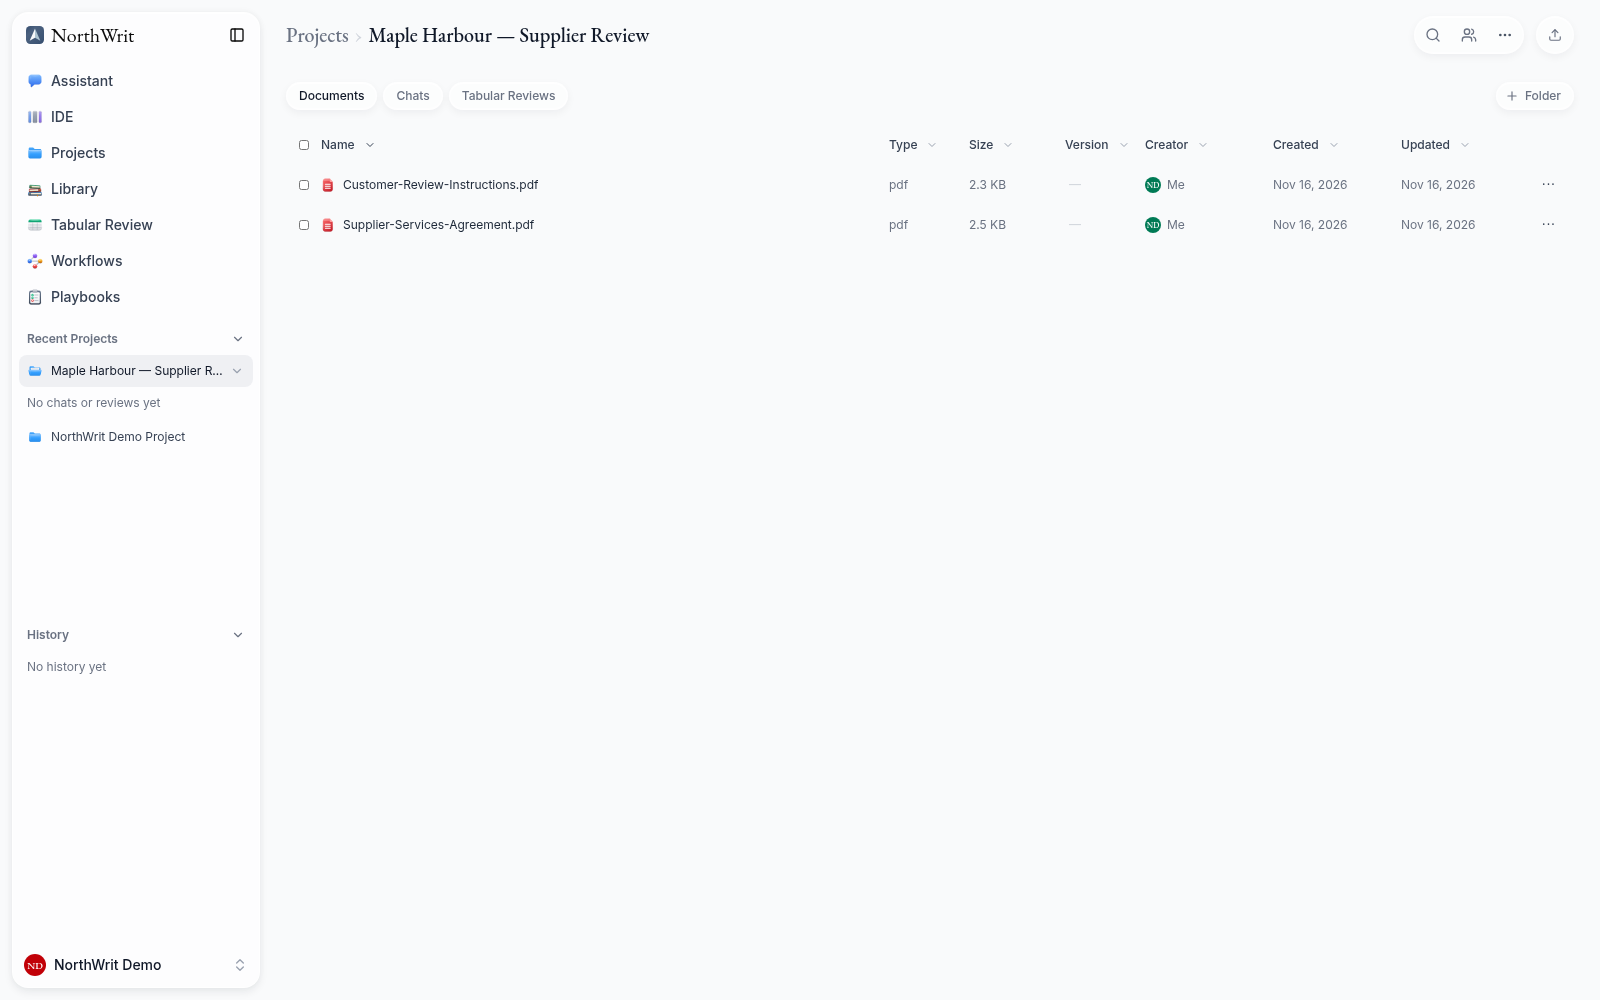 NorthWrit
Assistant
IDE
Projects
Library
Tabular Review
Workflows
Playbooks
Recent Projects
Maple Harbour — Supplier R...
No chats or reviews yet
NorthWrit Demo Project
History
No history yet
ND NorthWrit Demo
Projects › Maple Harbour — Supplier Review
Documents Chats Tabular Reviews + Folder
Name Type Size Version Creator Created Updated
Customer-Review-Instructions.pdf pdf 2.3 KB — ND Me Nov 16, 2026 Nov 16, 2026 ...
Supplier-Services-Agreement.pdf pdf 2.5 KB — ND Me Nov 16, 2026 Nov 16, 2026 ...